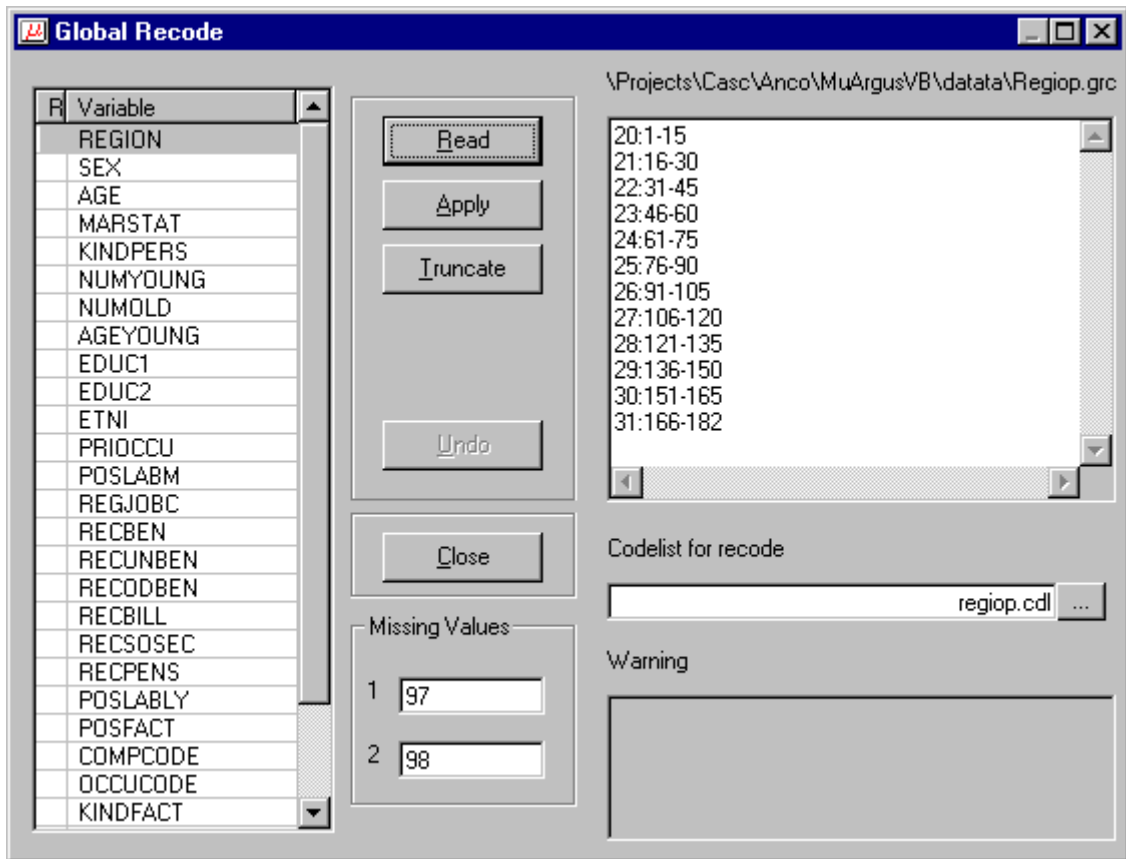 μ Global Recode
R Variable
REGION
SEX
AGE
MARSTAT
KINDPERS
NUMYOUNG
NUMOLD
AGEYOUNG
EDUC1
EDUC2
ETNI
PRIOCCU
POSLABM
REGJOBC
RECBEN
RECUNBEN
RECODBEN
RECBILL
RECSOSEC
RECPENS
POSLABLY
POSFACT
COMPCODE
OCCUCODE
KINDFACT
Read
Apply
Truncate
Undo
Close
Missing Values
1 97
2 98
\Projects\Casc\Anco\MuArgusVB\datata\Regiop.grc
20:1-15
21:16-30
22:31-45
23:46-60
24:61-75
25:76-90
26:91-105
27:106-120
28:121-135
29:136-150
30:151-165
31:166-182
Codelist for recode
regiop.cdl ...
Warning